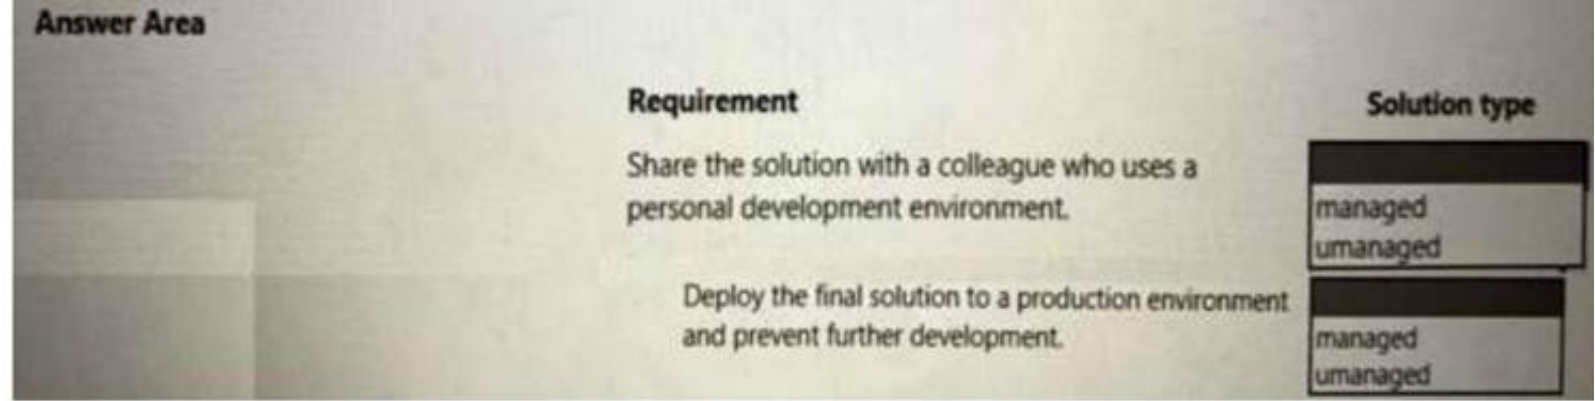 Answer Area
Requirement Solution type
Share the solution with a colleague who uses a
personal development environment.
managed
umanaged
Deploy the final solution to a production environment
and prevent further development.
managed
umanaged